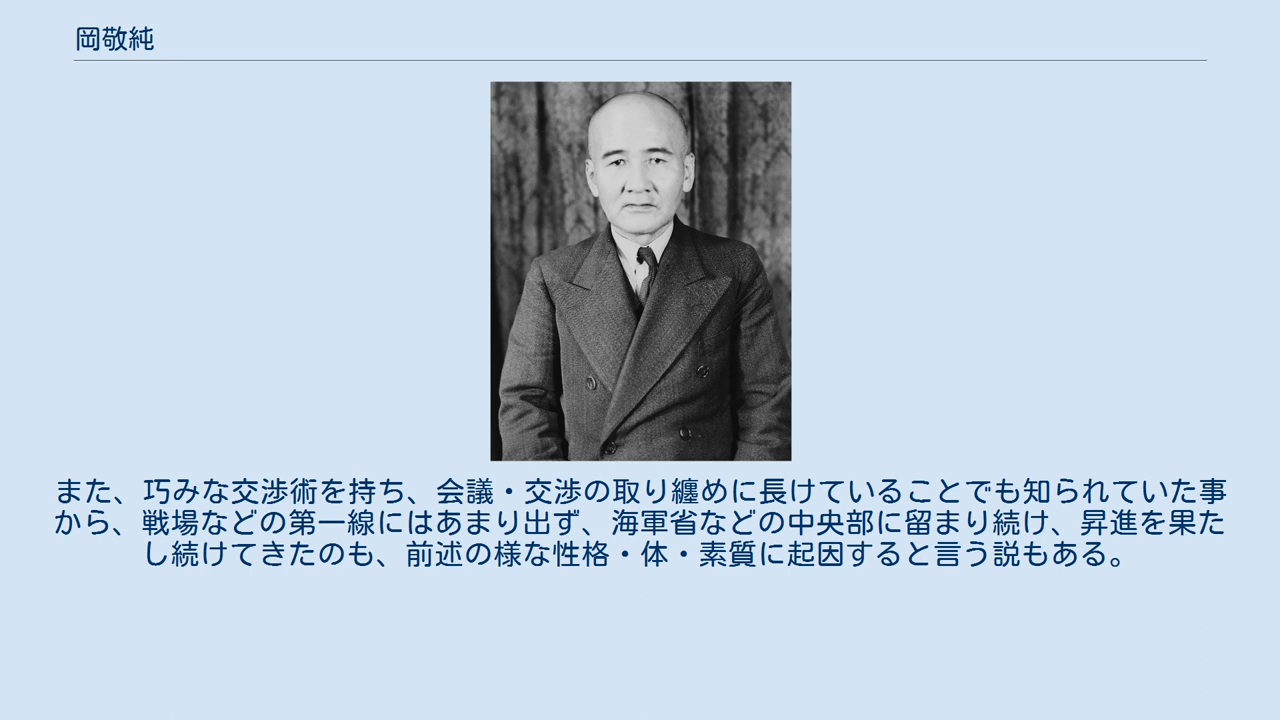 岡敬純
また、巧みな交渉術を持ち、会議・交渉の取り纏めに長けていることでも知られていた事
から、戦場などの第一線にはあまり出ず、海軍省などの中央部に留まり続け、昇進を果た
し続けてきたのも、前述の様な性格・体・素質に起因すると言う説もある。